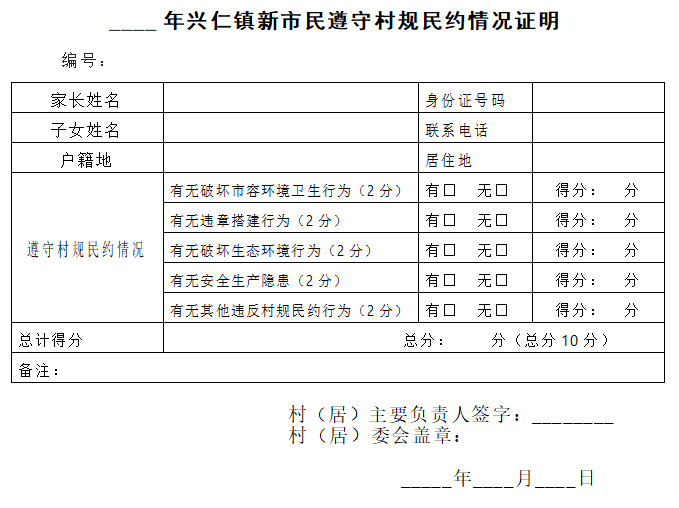 ____ 年兴仁镇新市民遵守村规民约情况证明
编号：
家长姓名 身份证号码
子女姓名 联系电话
户籍地 居住地
遵守村规民约情况
有无破坏市容环境卫生行为（2 分） 有□ 无□ 得分： 分
有无违章搭建行为（2 分） 有□ 无□ 得分： 分
有无破坏生态环境行为（2 分） 有□ 无□ 得分： 分
有无安全生产隐患（2 分） 有□ 无□ 得分： 分
有无其他违反村规民约行为（2 分） 有□ 无□ 得分： 分
总计得分 总分： 分（总分 10 分）
备注：
村（居）主要负责人签字：________
村（居）委会盖章：
_____年____月____日